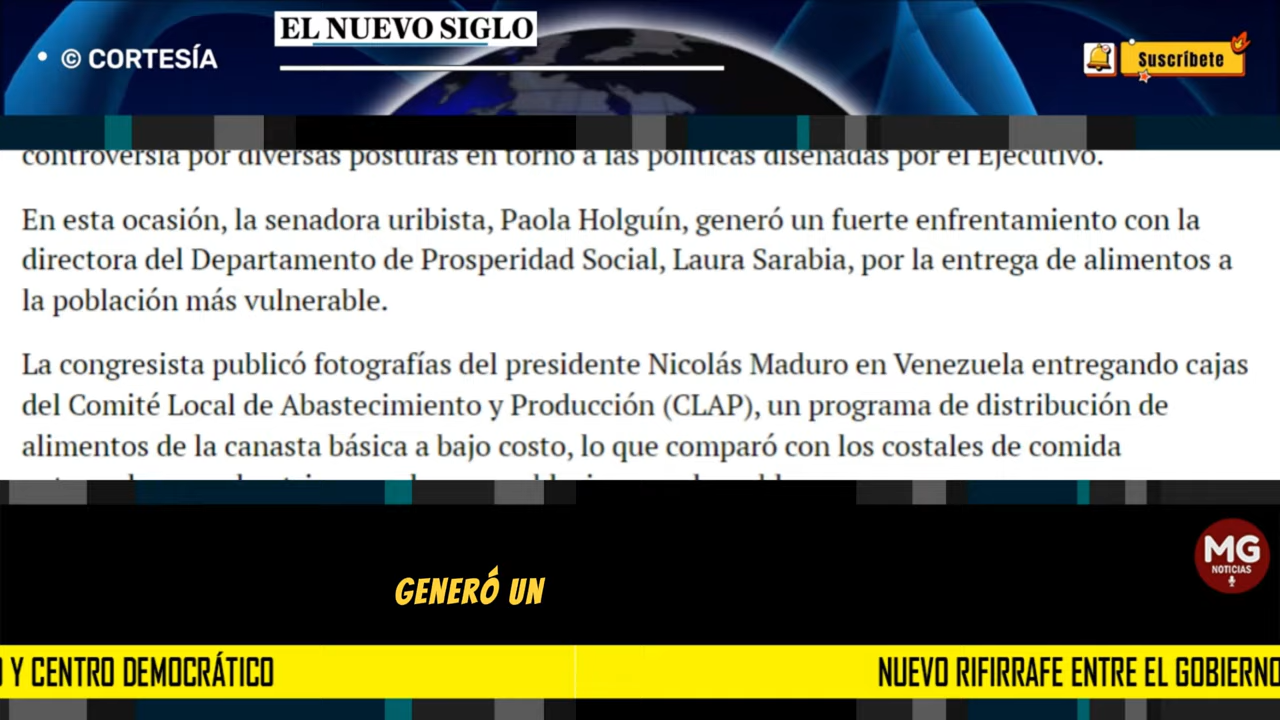 EL NUEVO SIGLO
• © CORTESÍA
Suscríbete
controversia por diversas posturas en torno a las políticas diseñadas por el Ejecutivo.
En esta ocasión, la senadora uribista, Paola Holguín, generó un fuerte enfrentamiento con la
directora del Departamento de Prosperidad Social, Laura Sarabia, por la entrega de alimentos a
la población más vulnerable.
La congresista publicó fotografías del presidente Nicolás Maduro en Venezuela entregando cajas
del Comité Local de Abastecimiento y Producción (CLAP), un programa de distribución de
alimentos de la canasta básica a bajo costo, lo que comparó con los costales de comida
MG
NOTICIAS
GENERÓ UN
O Y CENTRO DEMOCRÁTICO
NUEVO RIFIRRAFE ENTRE EL GOBIERNO